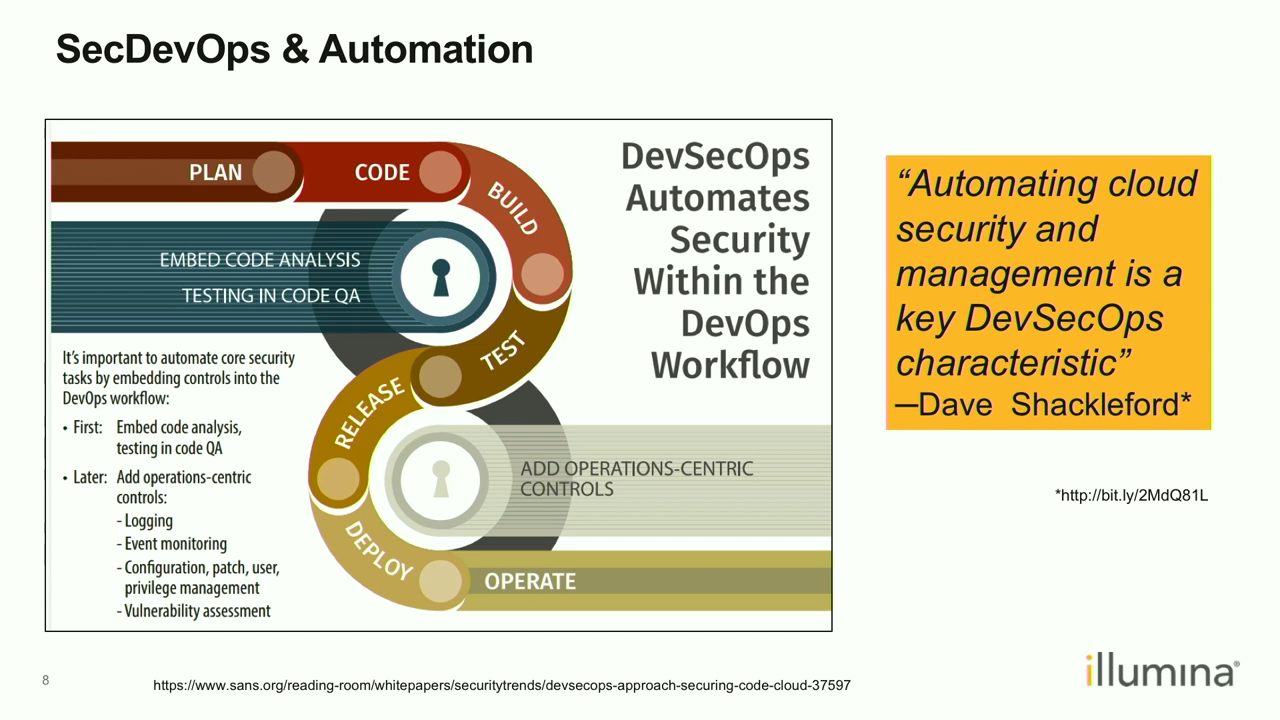 SecDevOps & Automation
PLAN
CODE
BUILD
EMBED CODE ANALYSIS
TESTING IN CODE QA
TEST
RELEASE
ADD OPERATIONS-CENTRIC
CONTROLS
DEPLOY
OPERATE
DevSecOps
Automates
Security
Within the
DevOps
Workflow
It's important to automate core security
tasks by embedding controls into the
DevOps workflow:
• First: Embed code analysis,
testing in code QA
• Later: Add operations-centric
controls:
- Logging
- Event monitoring
- Configuration, patch, user,
privilege management
- Vulnerability assessment
“Automating cloud
security and
management is a
key DevSecOps
characteristic”
─Dave Shackleford*
*http://bit.ly/2MdQ81L
8
https://www.sans.org/reading-room/whitepapers/securitytrends/devsecops-approach-securing-code-cloud-37597
illumina®